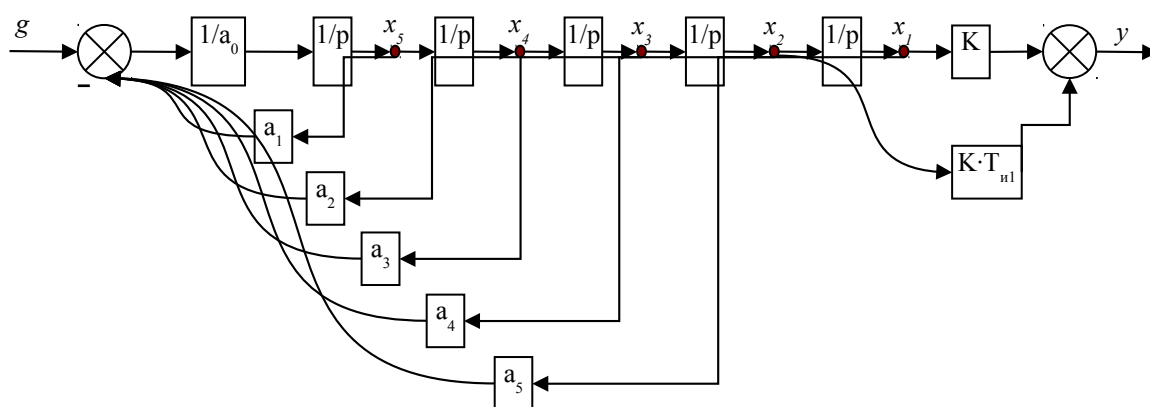 g
1/a₀
1/p
x₅
1/p
x₄
1/p
x₃
1/p
x₂
1/p
x₁
K
y
-
a₁
a₂
K·Tи1
a₃
a₄
a₅